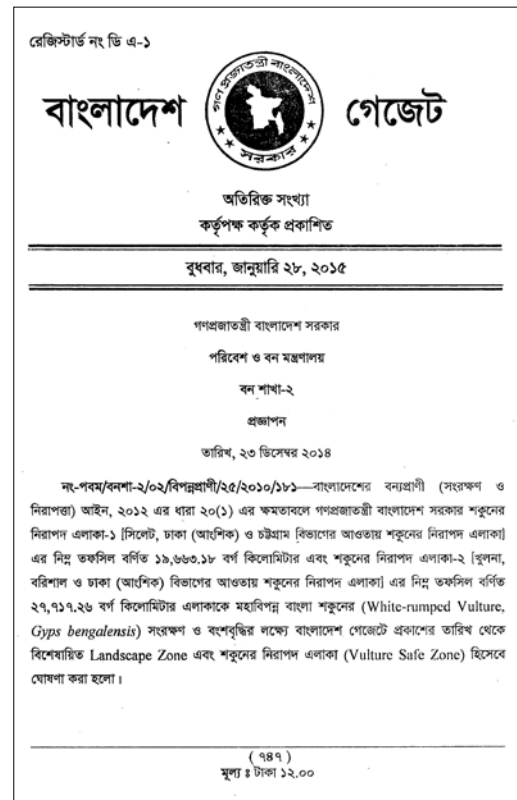 রেজিস্টার্ড নং ডি এ-১
বাংলাদেশ গেজেট
গণপ্রজাতন্ত্রী বাংলাদেশ
সরকার
অতিরিক্ত সংখ্যা
কর্তৃপক্ষ কর্তৃক প্রকাশিত
বুধবার, জানুয়ারি ২৮, ২০১৫
গণপ্রজাতন্ত্রী বাংলাদেশ সরকার
পরিবেশ ও বন মন্ত্রণালয়
বন শাখা-২
প্রজ্ঞাপন
তারিখ, ২৩ ডিসেম্বর ২০১৪
নং-পবম/বনশা-২/০২/বিপন্নপ্রাণী/২৫/২০১০/১৮১—বাংলাদেশের বন্যপ্রাণী (সংরক্ষণ ও
নিরাপত্তা) আইন, ২০১২ এর ধারা ২০(১) এর ক্ষমতাবলে গণপ্রজাতন্ত্রী বাংলাদেশ সরকার শকুনের
নিরাপদ এলাকা-১ [সিলেট, ঢাকা (আংশিক) ও চট্টগ্রাম বিভাগের আওতায় শকুনের নিরাপদ এলাকা]
এর নিম্ন তফসিল বর্ণিত ১৯,৬৬৩.১৮ বর্গ কিলোমিটার এবং শকুনের নিরাপদ এলাকা-২ [খুলনা,
বরিশাল ও ঢাকা (আংশিক) বিভাগের আওতায় শকুনের নিরাপদ এলাকা] এর নিম্ন তফসিল বর্ণিত
২৭,৭১৭.২৬ বর্গ কিলোমিটার এলাকাকে মহাবিপন্ন বাংলা শকুনের (White-rumped Vulture,
Gyps bengalensis) সংরক্ষণ ও বংশবৃদ্ধির লক্ষ্যে বাংলাদেশ গেজেটে প্রকাশের তারিখ থেকে
বিশেষায়িত Landscape Zone এবং শকুনের নিরাপদ এলাকা (Vulture Safe Zone) হিসেবে
ঘোষণা করা হলো।
( ৭৪৭ )
মূল্য ঃ টাকা ১২.০০